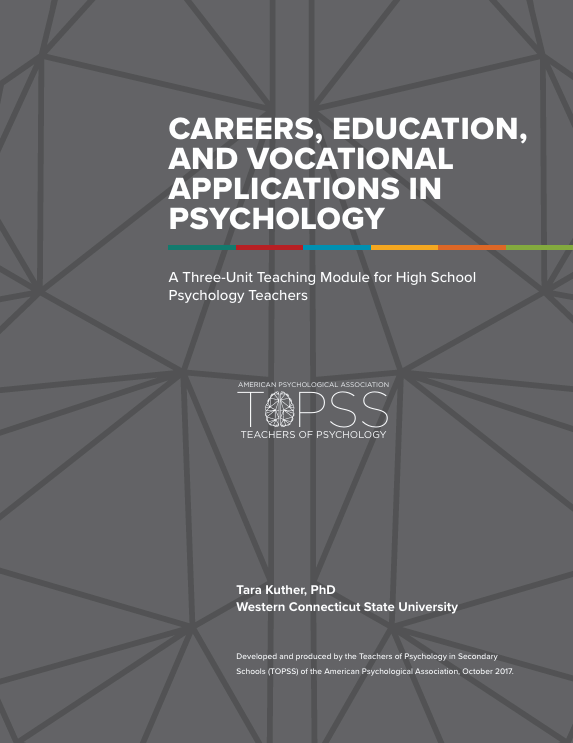 CAREERS, EDUCATION,
AND VOCATIONAL
APPLICATIONS IN
PSYCHOLOGY
A Three-Unit Teaching Module for High School
Psychology Teachers
AMERICAN PSYCHOLOGICAL ASSOCIATION
TOPSS
TEACHERS OF PSYCHOLOGY
Tara Kuther, PhD
Western Connecticut State University
Developed and produced by the Teachers of Psychology in Secondary
Schools (TOPSS) of the American Psychological Association, October 2017.